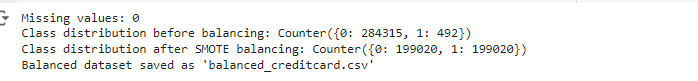 Missing values: 0
Class distribution before balancing: Counter({0: 284315, 1: 492})
Class distribution after SMOTE balancing: Counter({0: 199020, 1: 199020})
Balanced dataset saved as 'balanced_creditcard.csv'